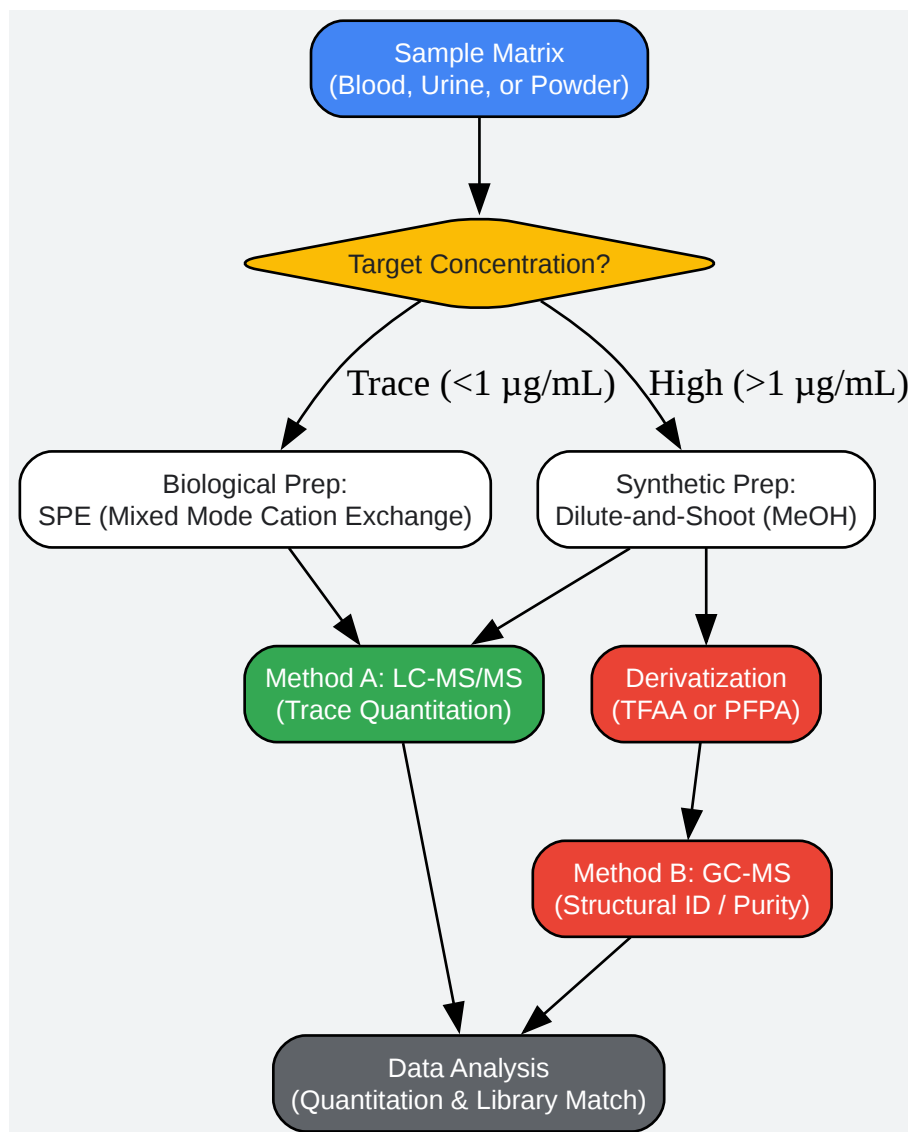 Sample Matrix
(Blood, Urine, or Powder)
Target Concentration?
Trace (<1 µg/mL)
High (>1 µg/mL)
Biological Prep:
SPE (Mixed Mode Cation Exchange)
Synthetic Prep:
Dilute-and-Shoot (MeOH)
Method A: LC-MS/MS
(Trace Quantitation)
Derivatization
(TFAA or PFPA)
Method B: GC-MS
(Structural ID / Purity)
Data Analysis
(Quantitation & Library Match)